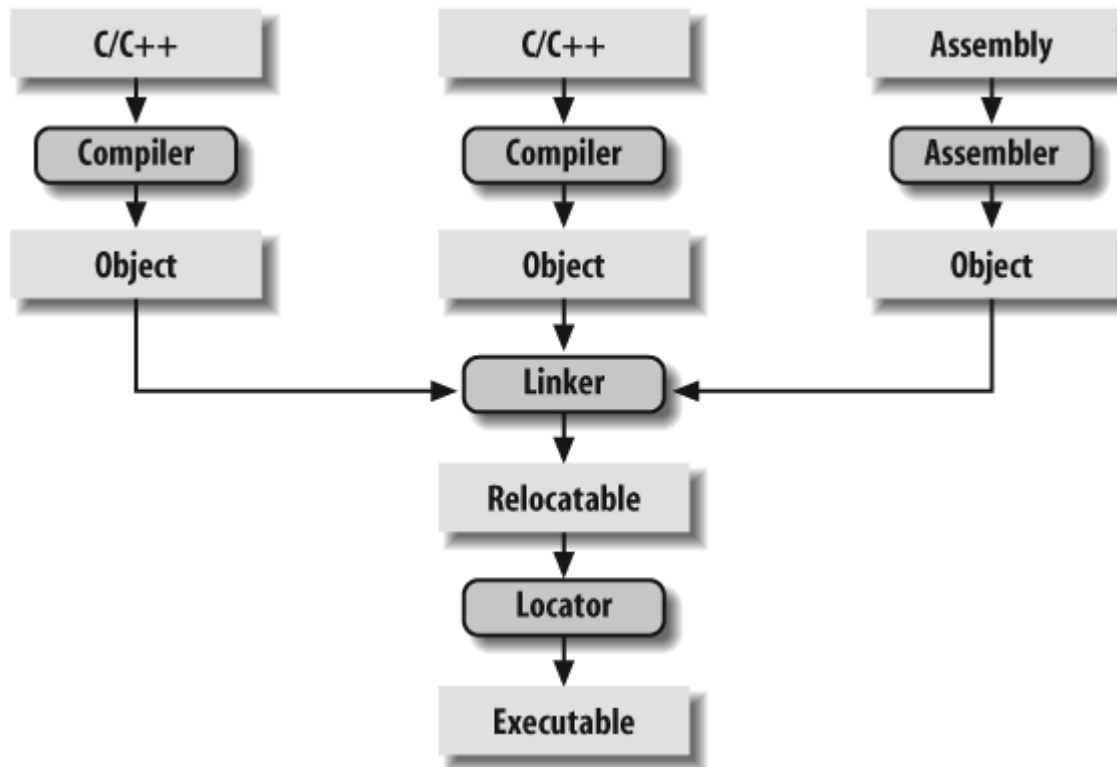 C/C++
C/C++
Assembly
Compiler
Compiler
Assembler
Object
Object
Object
Linker
Relocatable
Locator
Executable